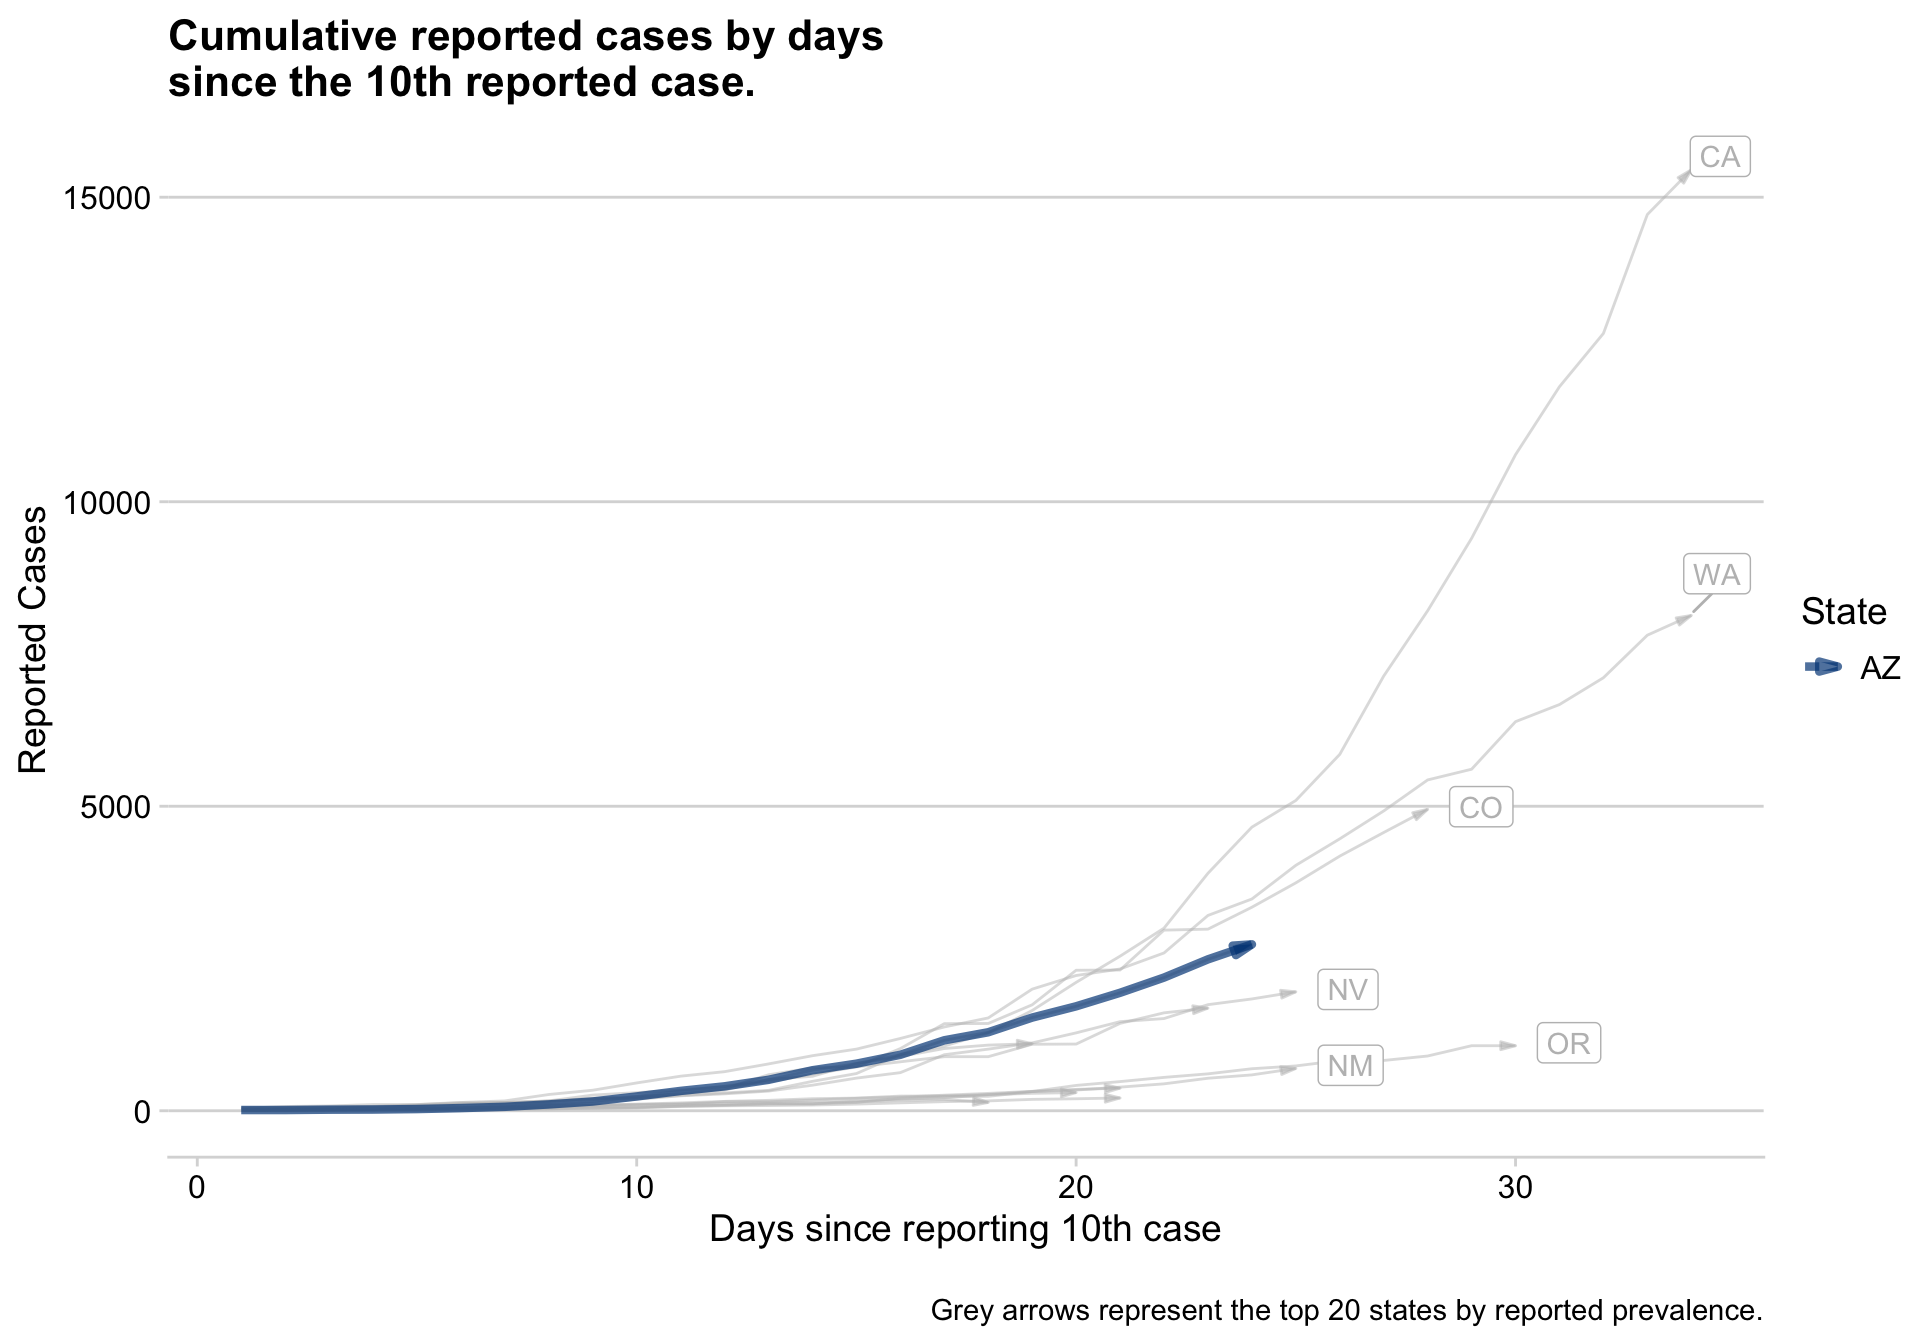 Cumulative reported cases by days
since the 10th reported case.
CA
15000
10000
WA
Reported Cases
State
AZ
5000
CO
NV
OR
NM
0
0 10 20 30
Days since reporting 10th case
Grey arrows represent the top 20 states by reported prevalence.